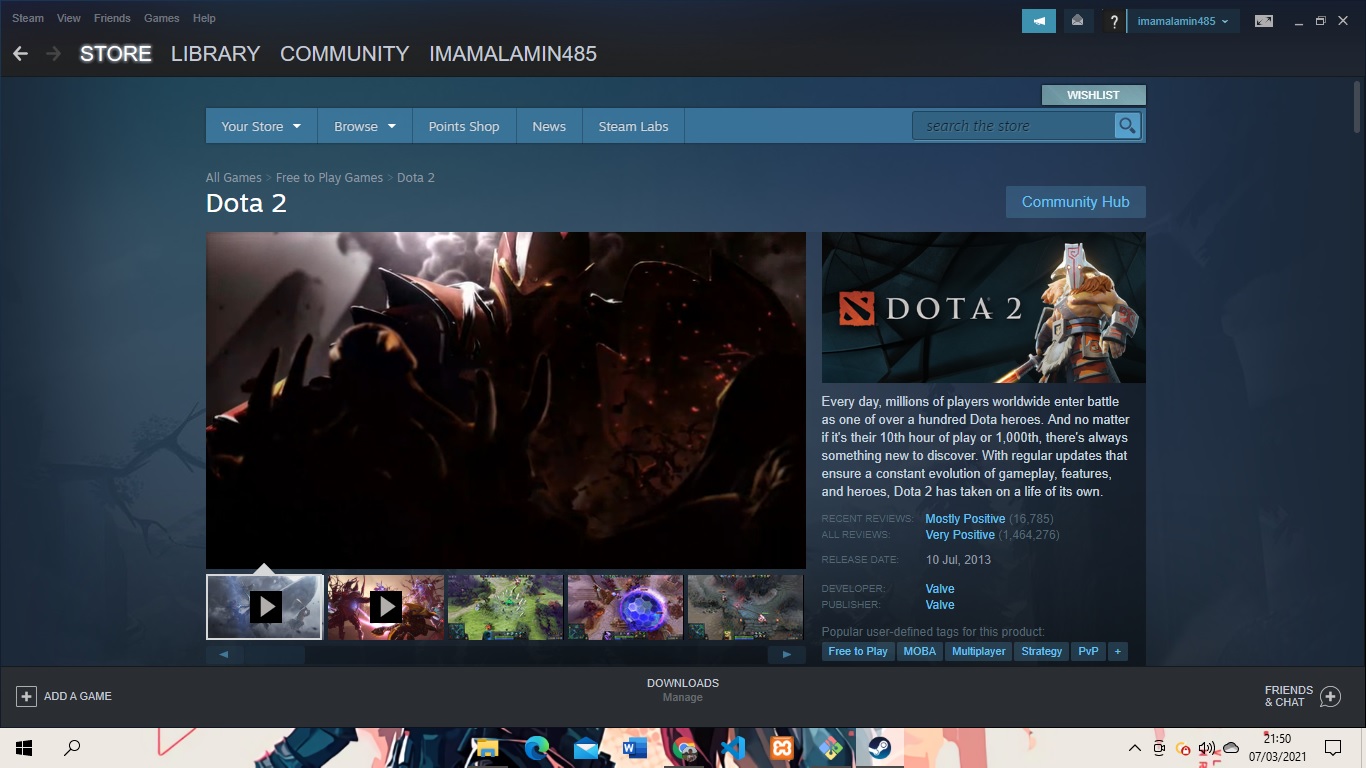 Steam View Friends Games Help
? imamalamin485
STORE LIBRARY COMMUNITY IMAMALAMIN485
WISHLIST
Your Store Browse Points Shop News Steam Labs
search the store
All Games > Free to Play Games > Dota 2
Dota 2
Community Hub
DOTA 2
Every day, millions of players worldwide enter battle
as one of over a hundred Dota heroes. And no matter
if it's their 10th hour of play or 1,000th, there's always
something new to discover. With regular updates that
ensure a constant evolution of gameplay, features,
and heroes, Dota 2 has taken on a life of its own.
RECENT REVIEWS: Mostly Positive (16,785)
ALL REVIEWS: Very Positive (1,464,276)
RELEASE DATE: 10 Jul, 2013
DEVELOPER: Valve
PUBLISHER: Valve
Popular user-defined tags for this product:
Free to Play MOBA Multiplayer Strategy PvP +
ADD A GAME
DOWNLOADS
Manage
FRIENDS
& CHAT
21:50
07/03/2021